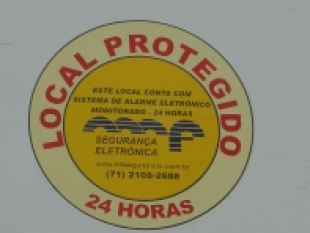 LOCAL PROTEGIDO
ESTE LOCAL CONTA COM
SISTEMA DE ALARME ELETRÔNICO
MONITORADO - 24 HORAS
SEGURANÇA
ELETRÔNICA
(71) 2108-2688
24 HORAS